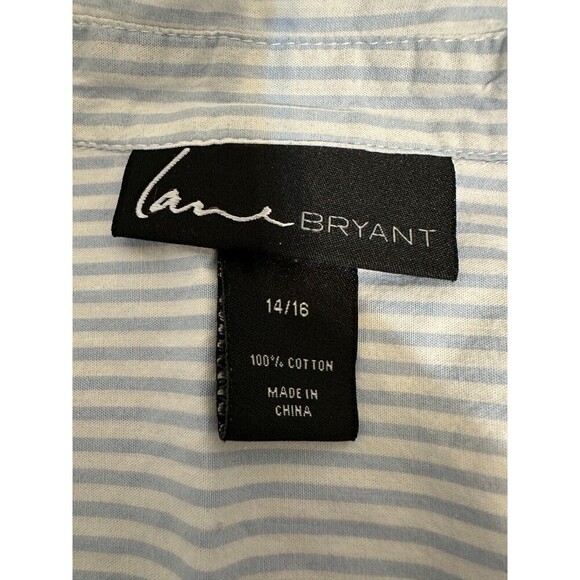 Lane BRYANT
14/16
100% COTTON
MADE IN
CHINA